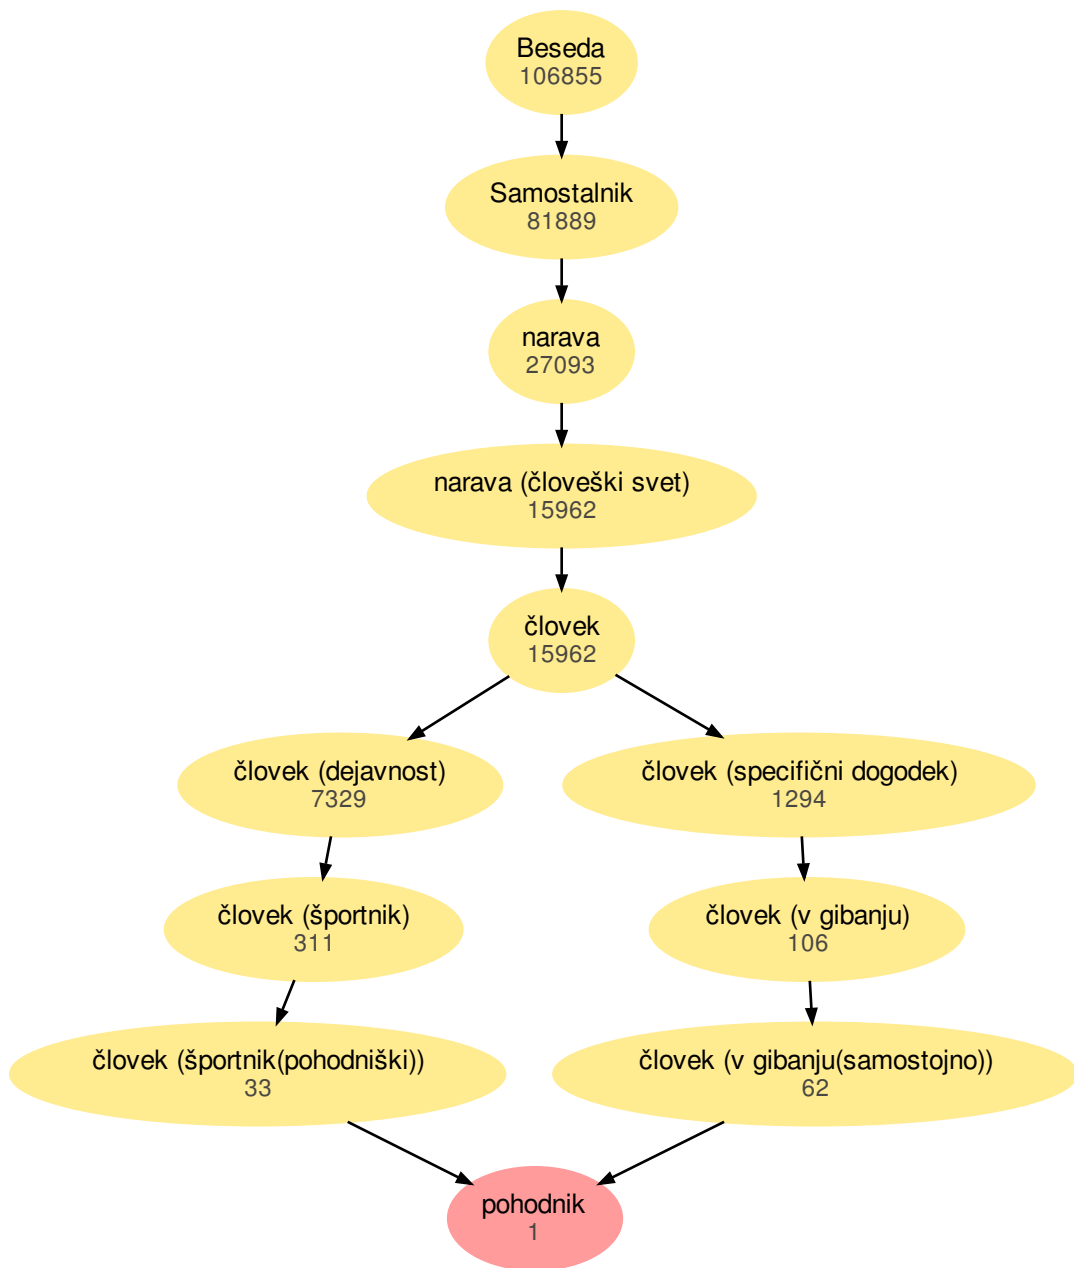 Beseda
106855
Samostalnik
81889
narava
27093
narava (človeški svet)
15962
človek
15962
človek (dejavnost)
7329
človek (specifični dogodek)
1294
človek (športnik)
311
človek (v gibanju)
106
človek (športnik(pohodniški))
33
človek (v gibanju(samostojno))
62
pohodnik
1